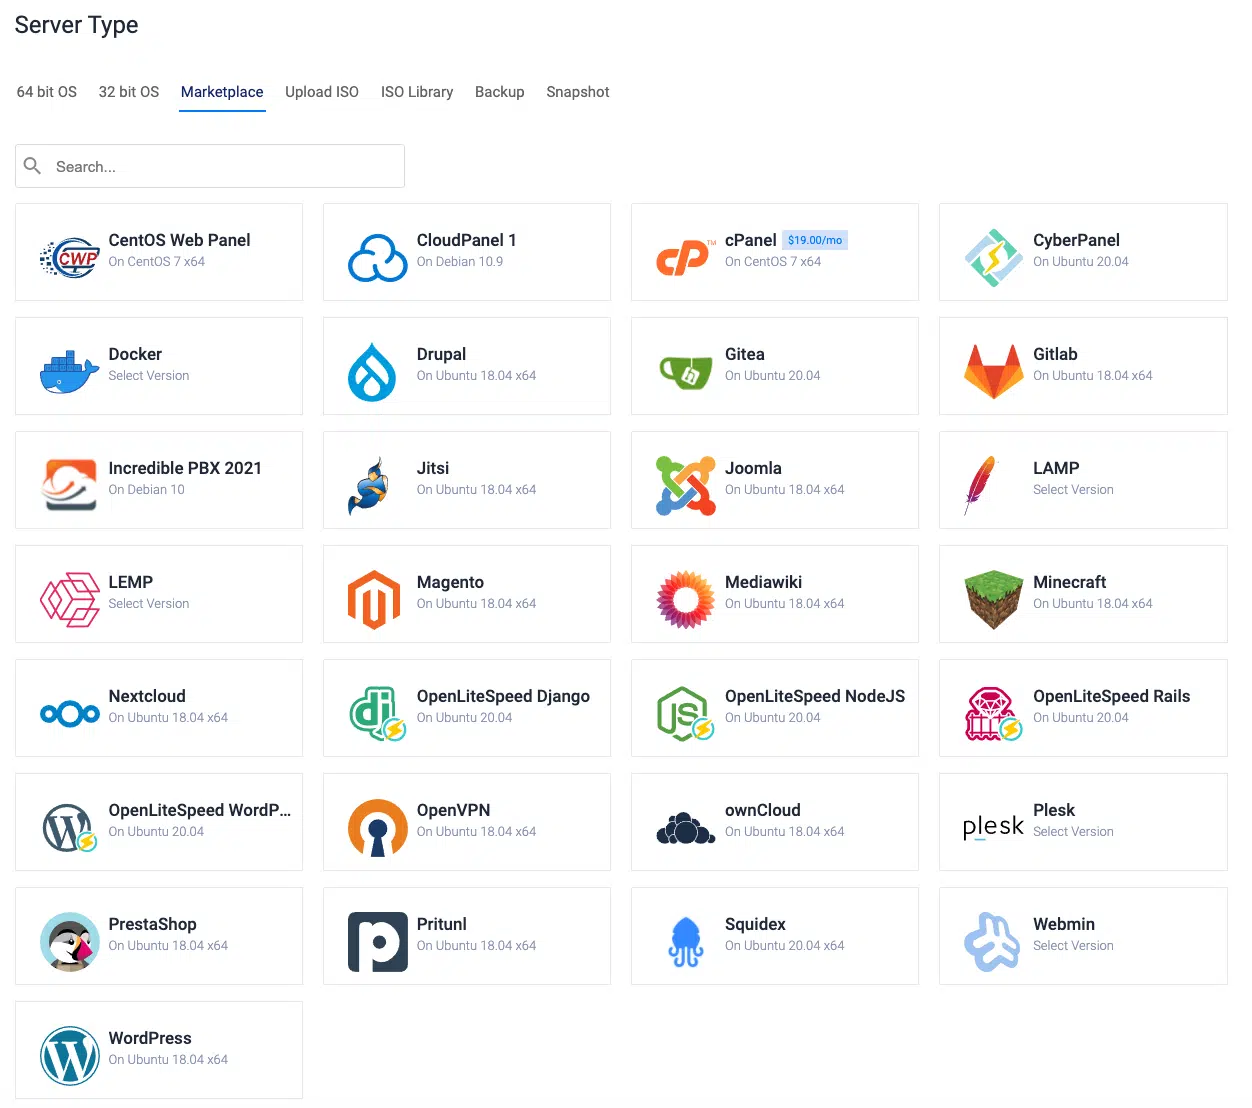 Server Type
64 bit OS 32 bit OS Marketplace Upload ISO ISO Library Backup Snapshot
Search...
CWP CentOS Web Panel
On CentOS 7 x64
CloudPanel 1
On Debian 10.9
cP™ cPanel $19.00/mo
On CentOS 7 x64
CyberPanel
On Ubuntu 20.04
Docker
Select Version
Drupal
On Ubuntu 18.04 x64
Gitea
On Ubuntu 20.04
Gitlab
On Ubuntu 18.04 x64
Incredible PBX 2021
On Debian 10
Jitsi
On Ubuntu 18.04 x64
Joomla
On Ubuntu 18.04 x64
LAMP
Select Version
LEMP
Select Version
Magento
On Ubuntu 18.04 x64
Mediawiki
On Ubuntu 18.04 x64
Minecraft
On Ubuntu 18.04 x64
Nextcloud
On Ubuntu 18.04 x64
dj OpenLiteSpeed Django
On Ubuntu 20.04
JS OpenLiteSpeed NodeJS
On Ubuntu 20.04
OpenLiteSpeed Rails
On Ubuntu 20.04
W OpenLiteSpeed WordP...
On Ubuntu 20.04
OpenVPN
On Ubuntu 18.04 x64
ownCloud
On Ubuntu 18.04 x64
plesk Plesk
Select Version
PrestaShop
On Ubuntu 18.04 x64
p Pritunl
On Ubuntu 18.04 x64
Squidex
On Ubuntu 20.04 x64
Webmin
Select Version
W WordPress
On Ubuntu 18.04 x64